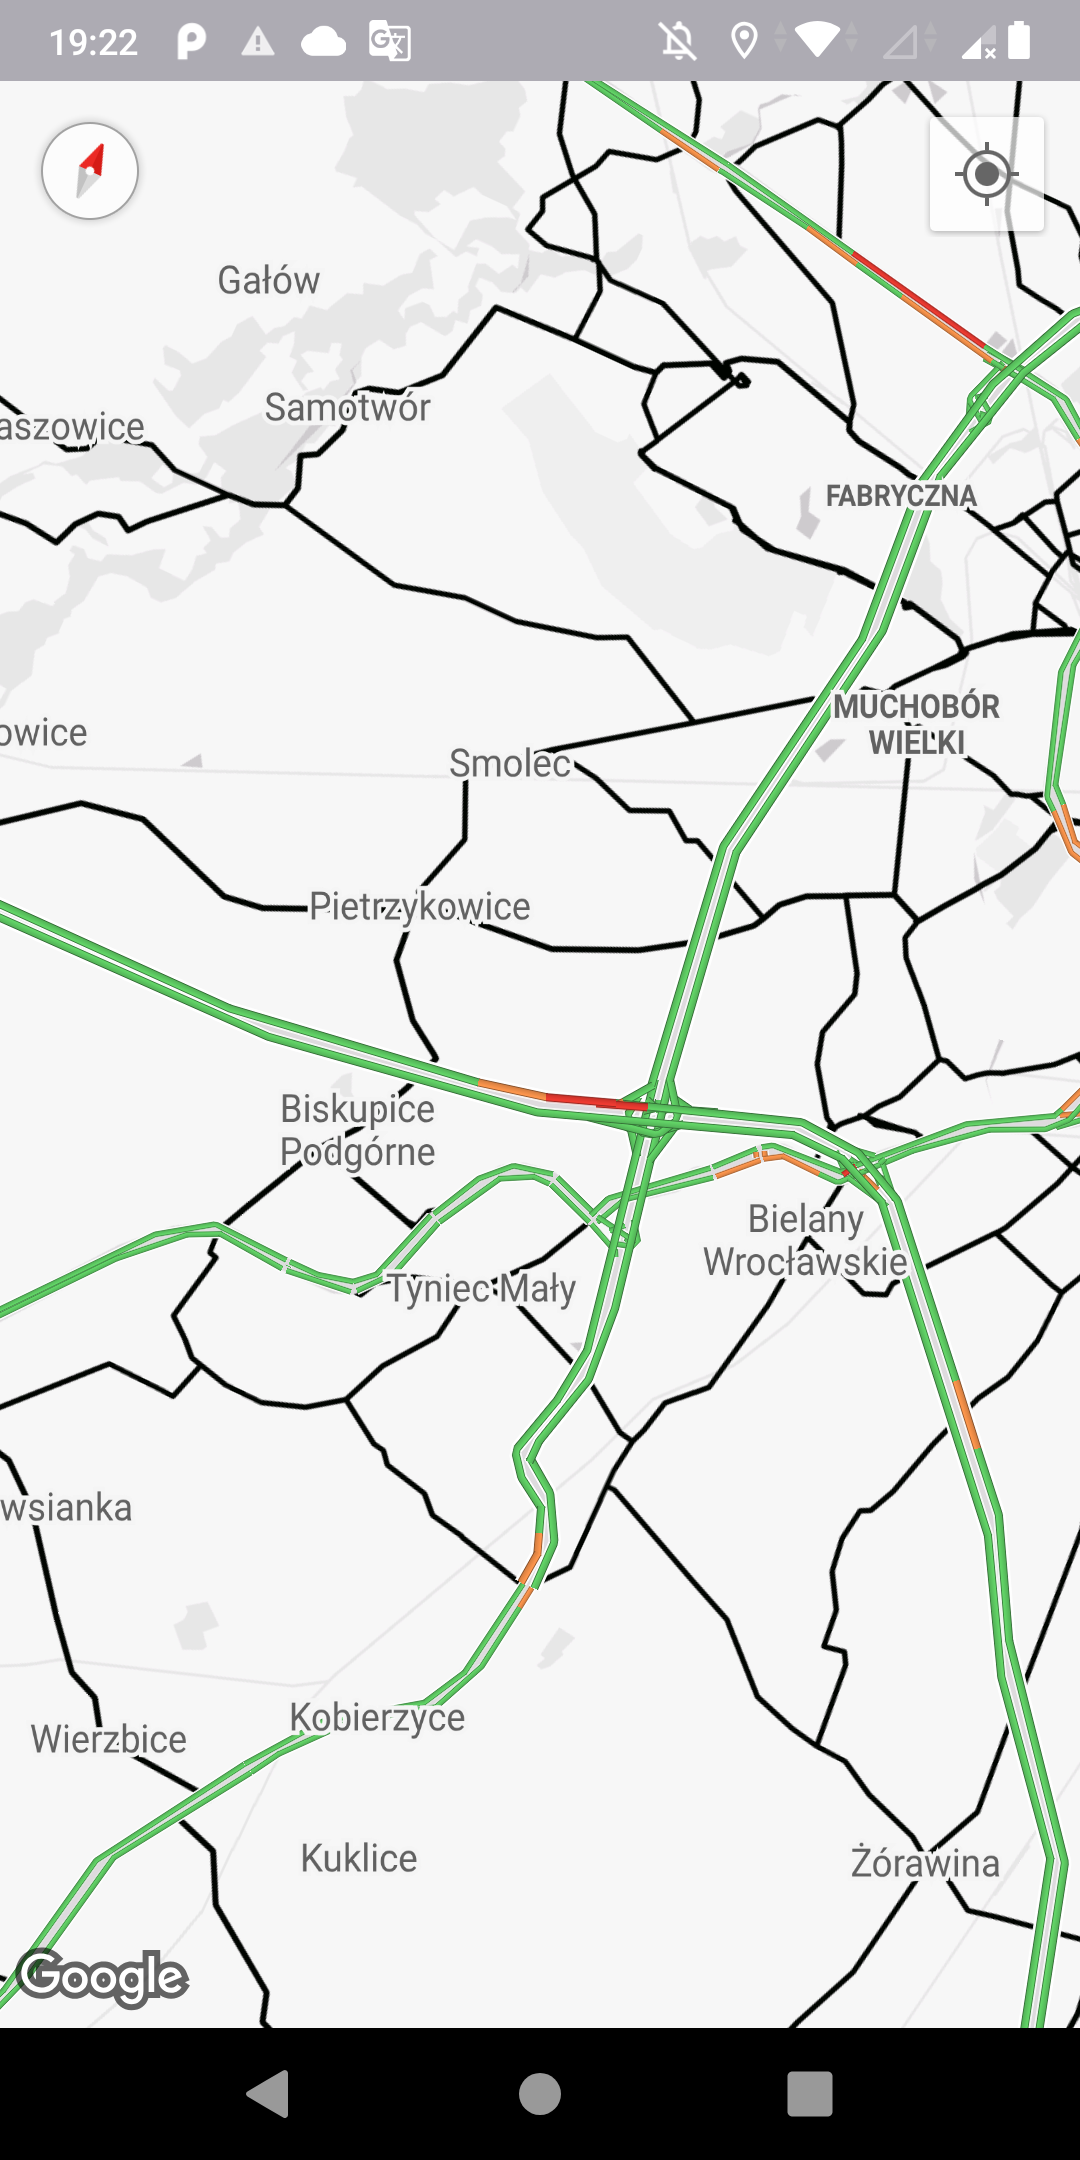 19:22
Gałów
Samotwór
aszowice
FABRYCZNA
MUCHOBÓR
WIELKI
owice
Smolec
Pietrzykowice
Biskupice
Podgórne
Bielany
Wrocławskie
Tyniec Mały
wsianka
Kobierzyce
Wierzbice
Kuklice
Żórawina
Google